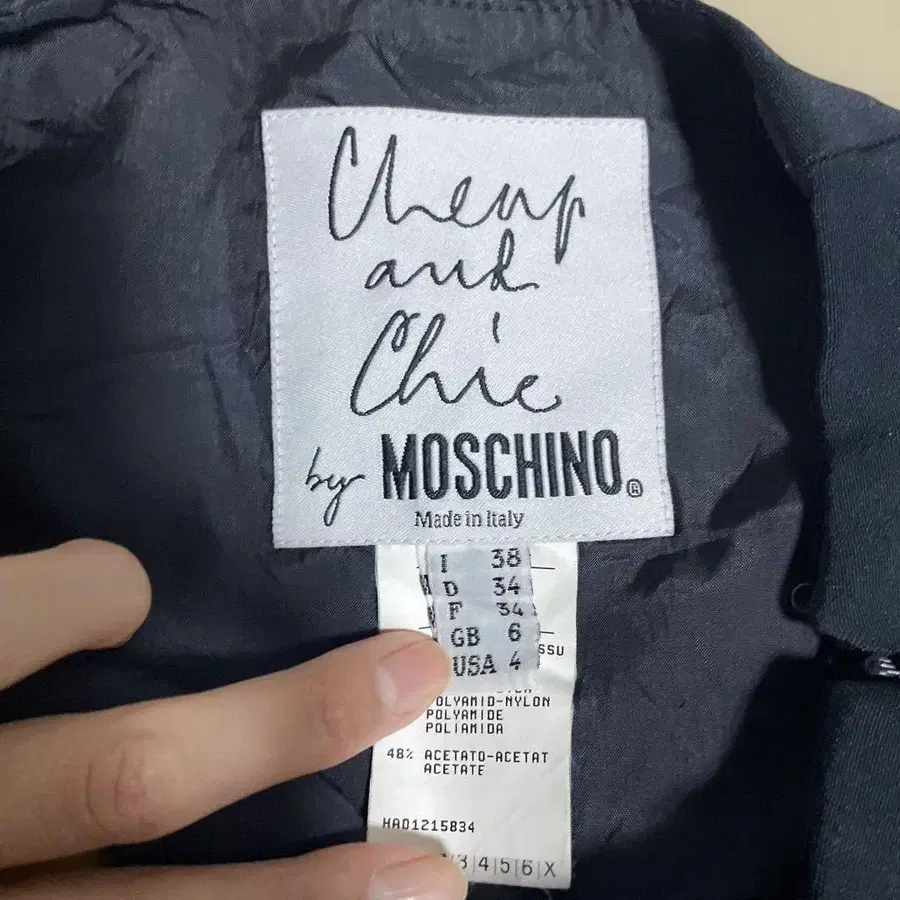 Cheap
and
Chic
by MOSCHINO®
Made in Italy
I 38
D 34
F 34
GB 6
USA 4
POLYAMID-NYLON
POLYAMIDE
POLIAMIDA
48% ACETATO-ACETAT
ACETATE
HAD1215834
3|4|5|6|X